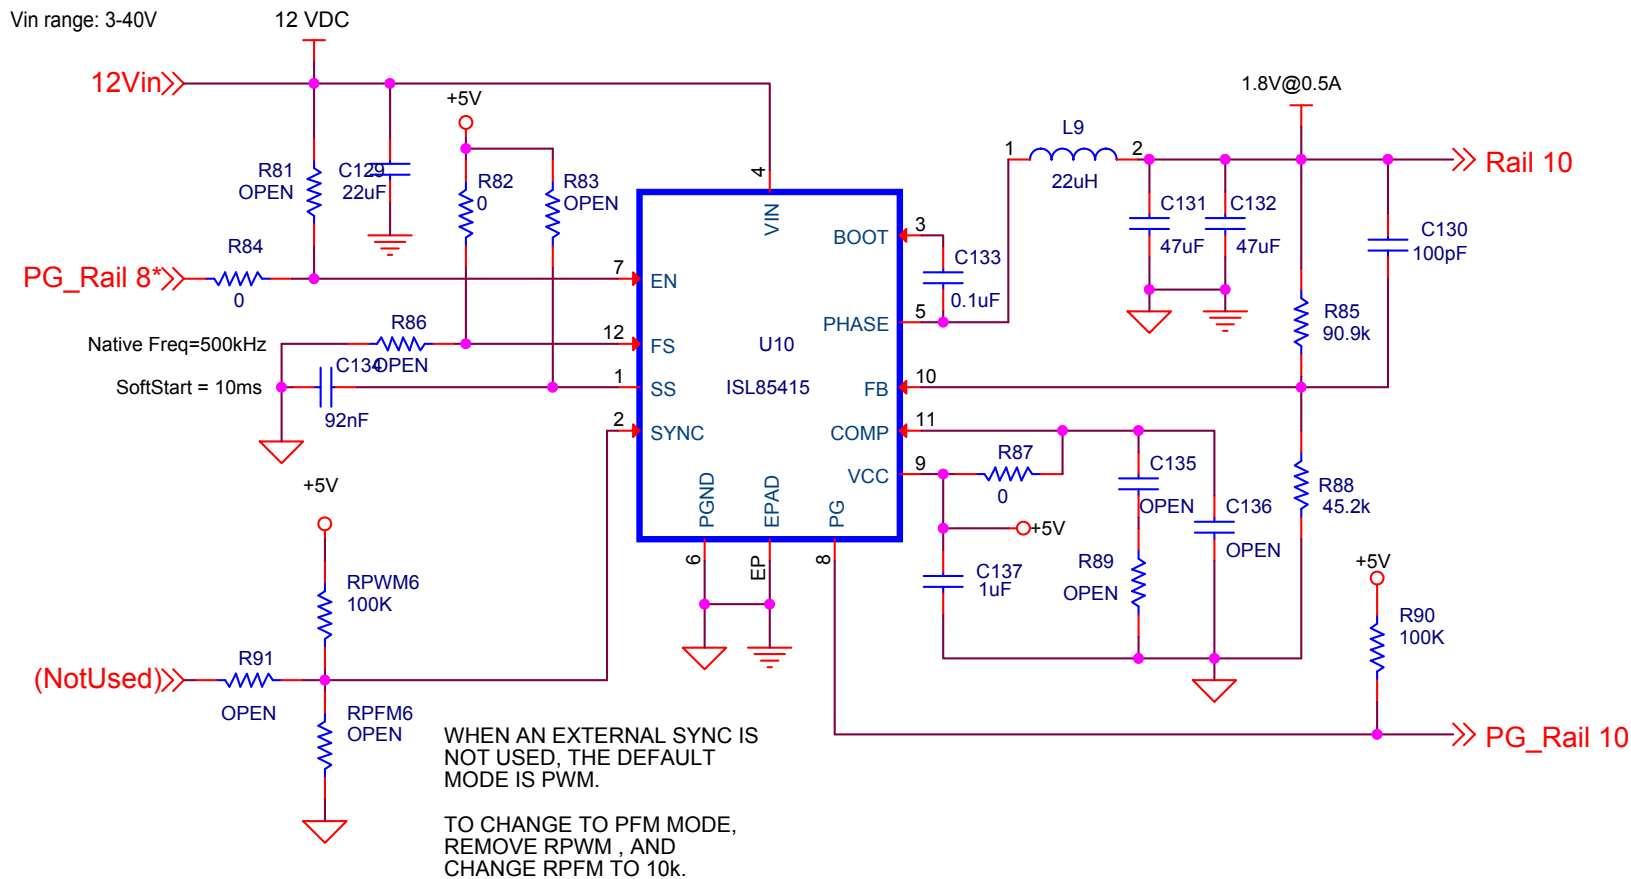 Vin range: 3-40V
12 VDC
12Vin
+5V
1.8V@0.5A
R81
OPEN
C129
22uF
R82
0
R83
OPEN
4
VIN
1
L9
2
22uH
Rail 10
C131
47uF
C132
47uF
C130
100pF
R84
0
PG_Rail 8*
7
EN
BOOT
3
C133
0.1uF
PHASE
5
R85
90.9k
Native Freq=500kHz
R86
OPEN
12
FS
U10
ISL85415
SoftStart = 10ms
C134
92nF
1
SS
FB
10
2
SYNC
COMP
11
VCC
9
R87
0
C135
OPEN
C136
OPEN
R88
45.2k
PGND
EPAD
PG
6
EP
8
+5V
C137
1uF
R89
OPEN
+5V
R90
100K
+5V
RPWM6
100K
(NotUsed)
R91
OPEN
RPFM6
OPEN
PG_Rail 10
WHEN AN EXTERNAL SYNC IS
NOT USED, THE DEFAULT
MODE IS PWM.
TO CHANGE TO PFM MODE,
REMOVE RPWM , AND
CHANGE RPFM TO 10k.